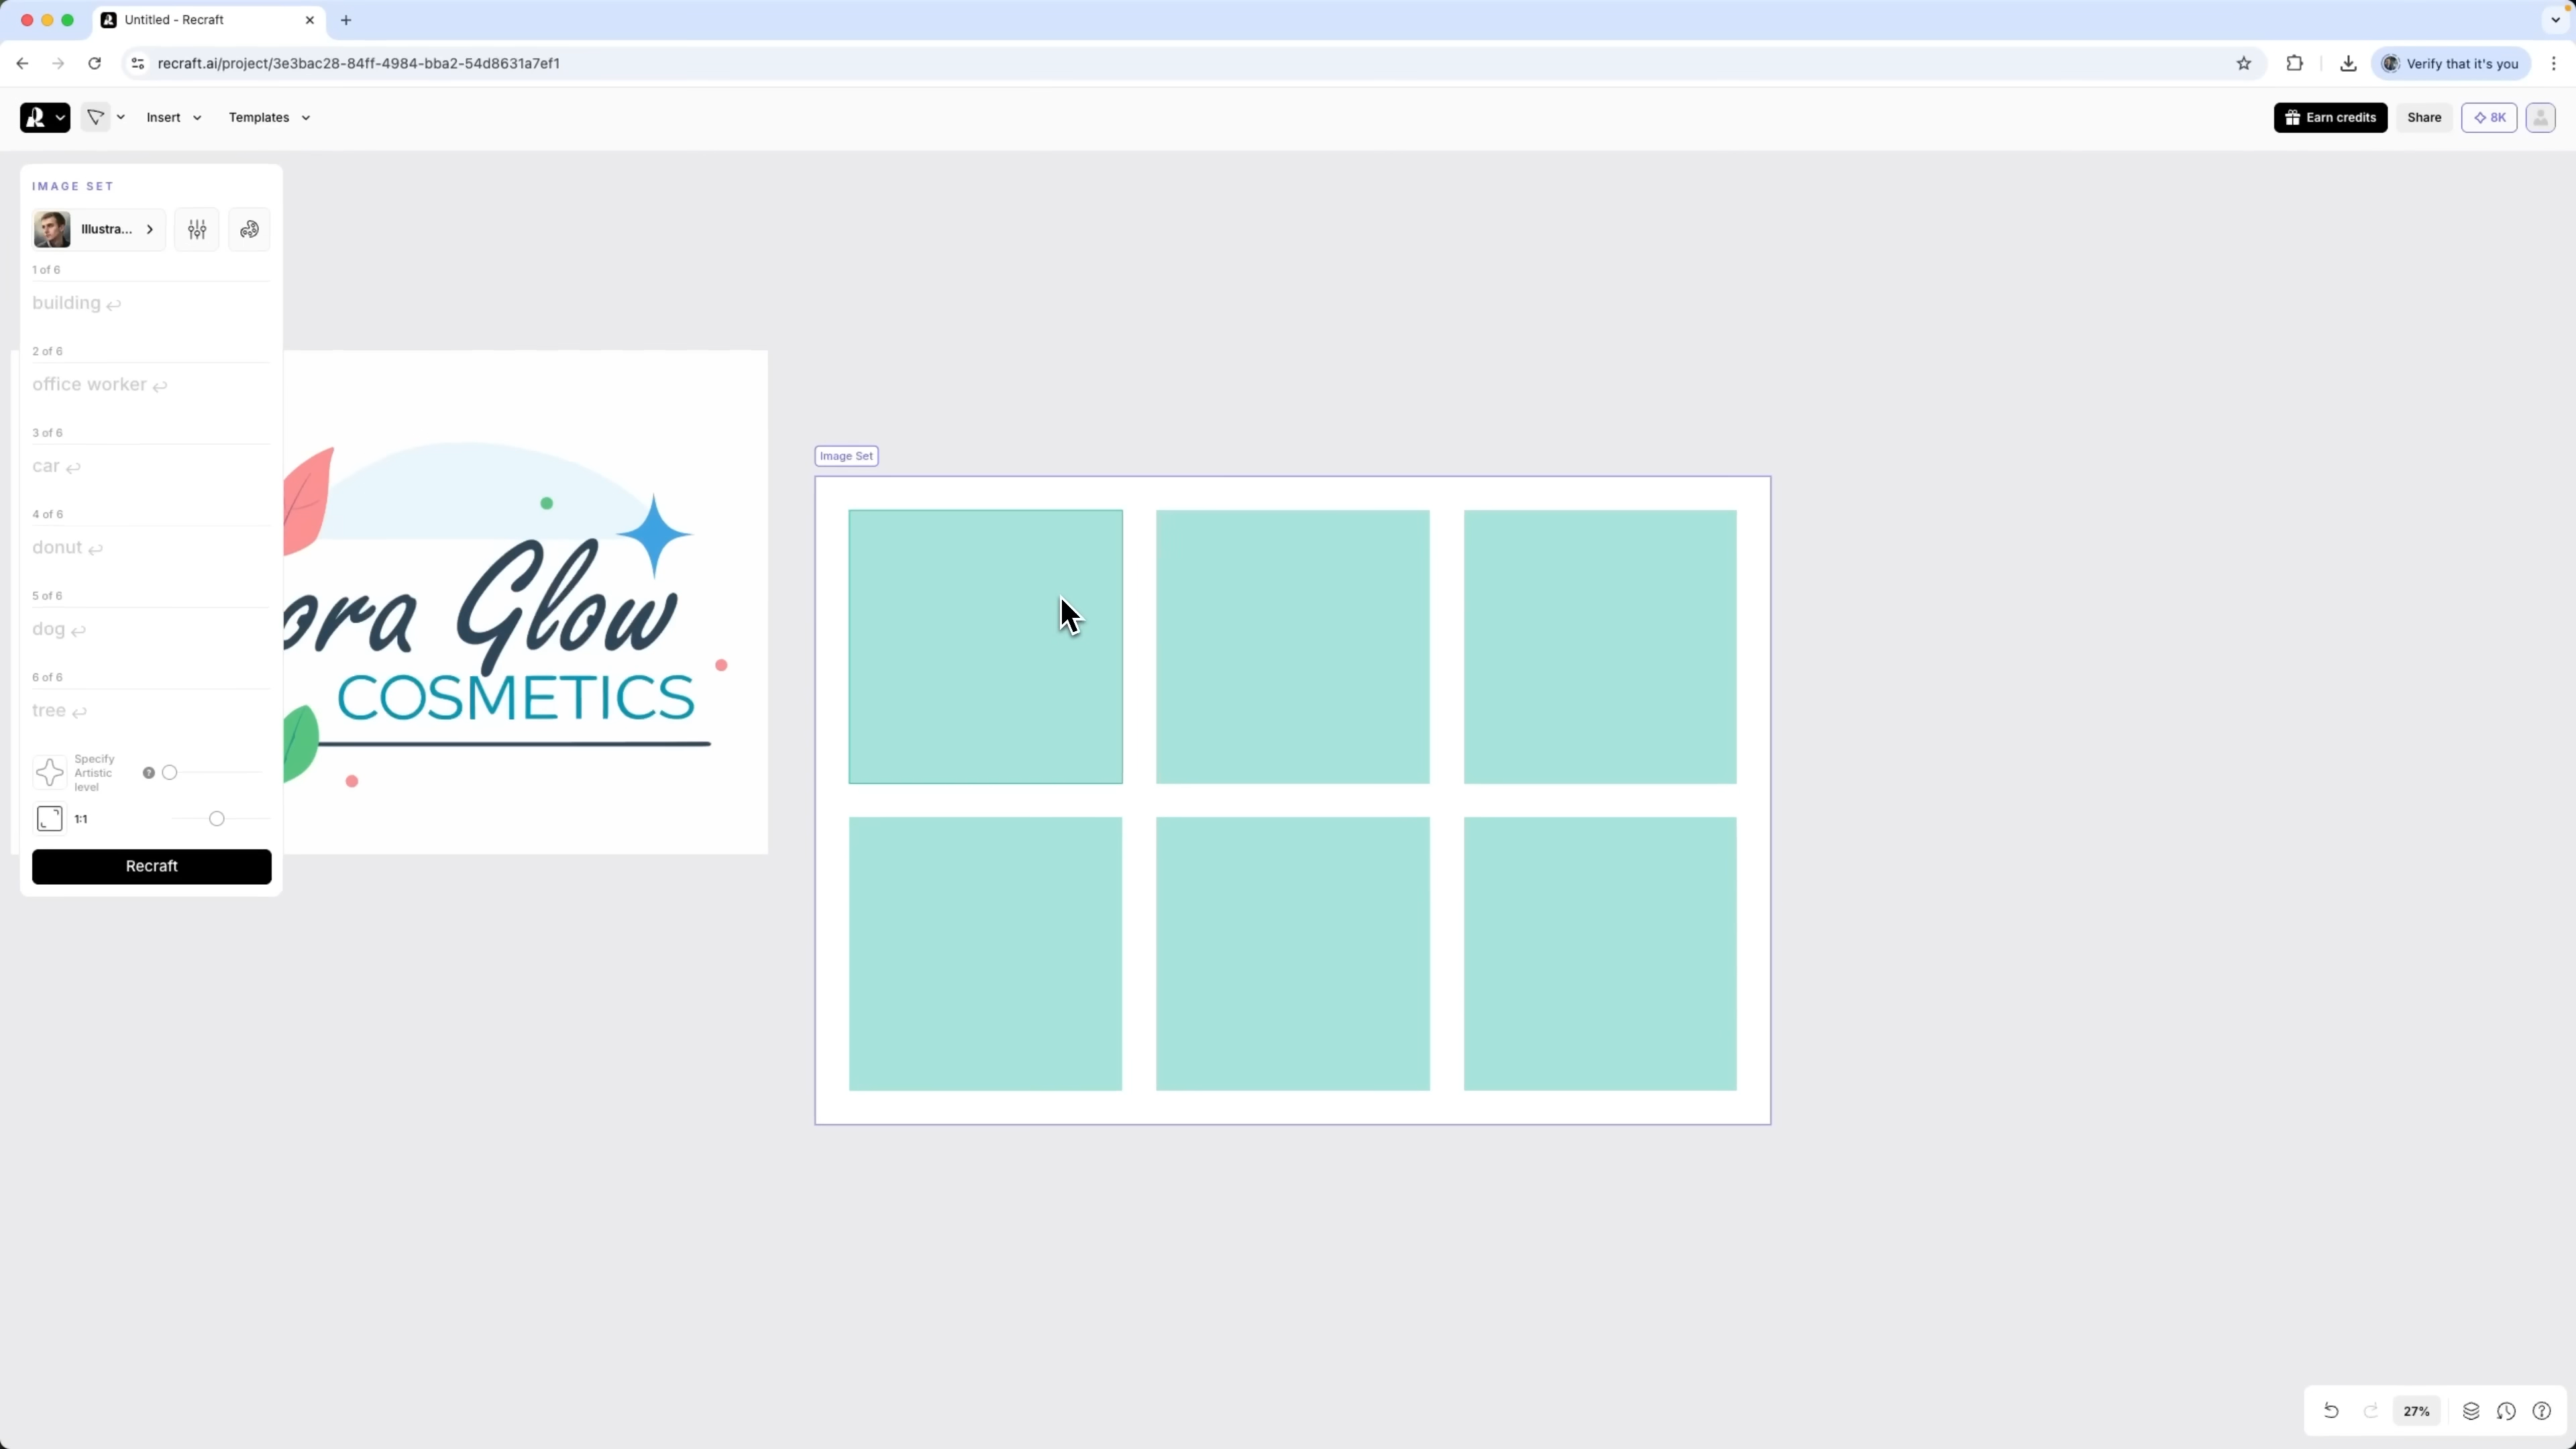 Untitled - Recraft
recraft.ai/project/3e3bac28-84ff-4984-bba2-54d8631a7ef1
Verify that it's you
Insert
Templates
Earn credits
Share
8K
IMAGE SET
Illustra...
1 of 6
building
2 of 6
office worker
3 of 6
car
4 of 6
donut
5 of 6
dog
6 of 6
tree
Specify
Artistic
level
1:1
Recraft
ora Glow
COSMETICS
Image Set
27%